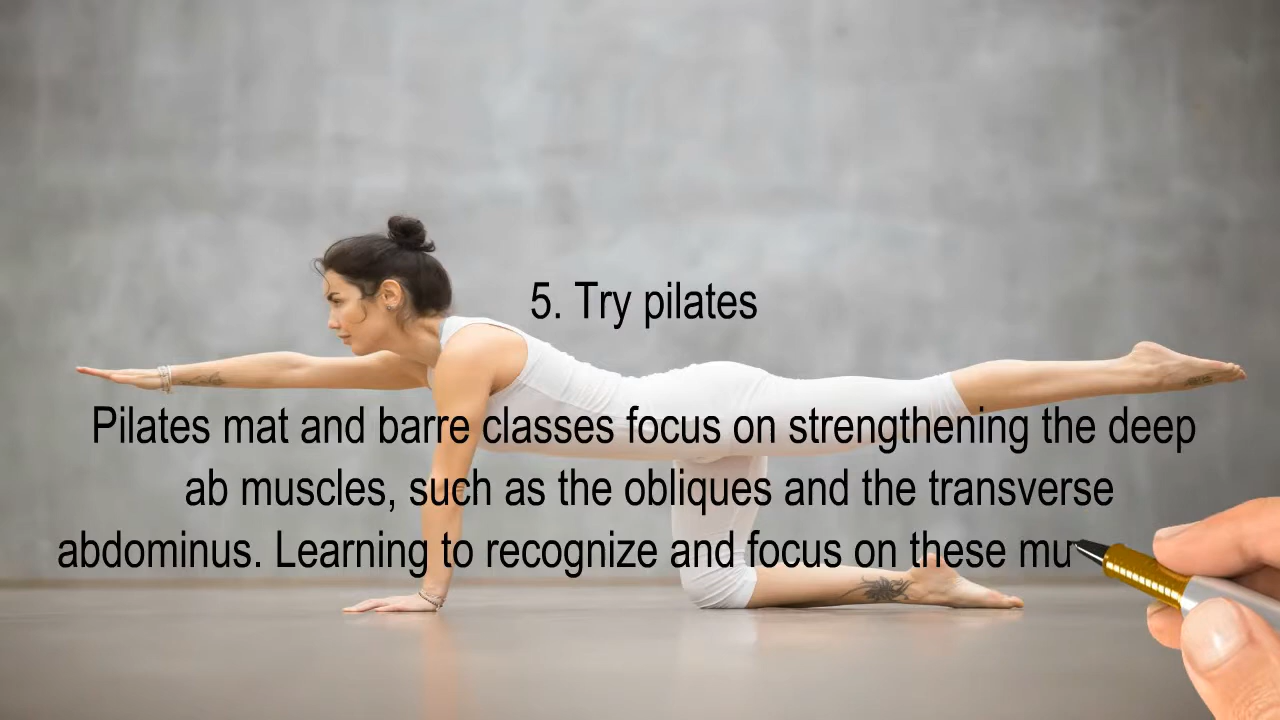 5. Try pilates
Pilates mat and barre classes focus on strengthening the deep
ab muscles, such as the obliques and the transverse
abdominus. Learning to recognize and focus on these mu